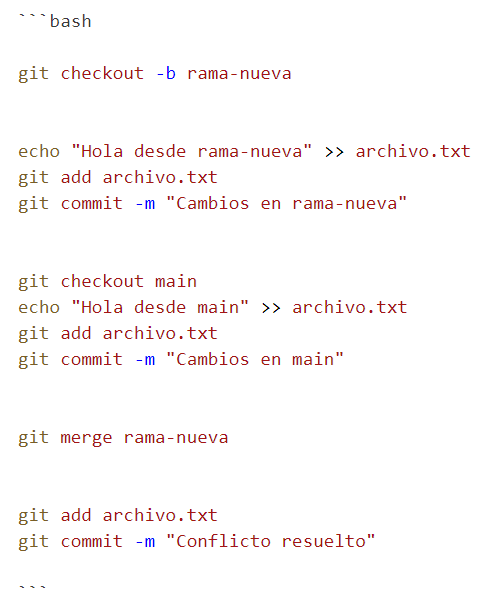 ```bash
git checkout -b rama-nueva
echo "Hola desde rama-nueva" >> archivo.txt
git add archivo.txt
git commit -m "Cambios en rama-nueva"
git checkout main
echo "Hola desde main" >> archivo.txt
git add archivo.txt
git commit -m "Cambios en main"
git merge rama-nueva
git add archivo.txt
git commit -m "Conflicto resuelto"
```